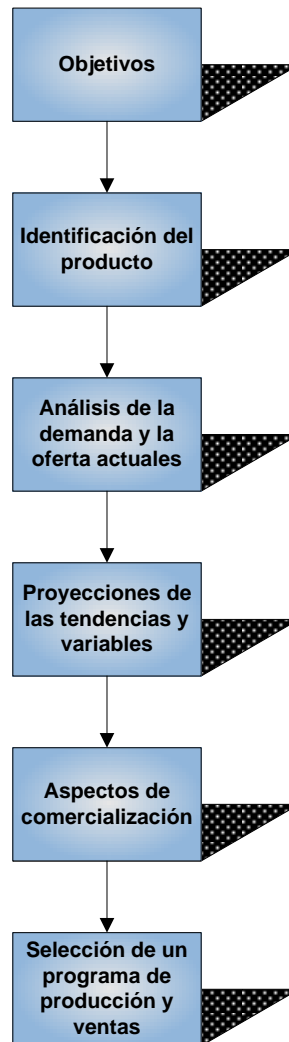 Objetivos
Identificación del
producto
Análisis de la
demanda y la
oferta actuales
Proyecciones de
las tendencias y
variables
Aspectos de
comercialización
Selección de un
programa de
producción y
ventas